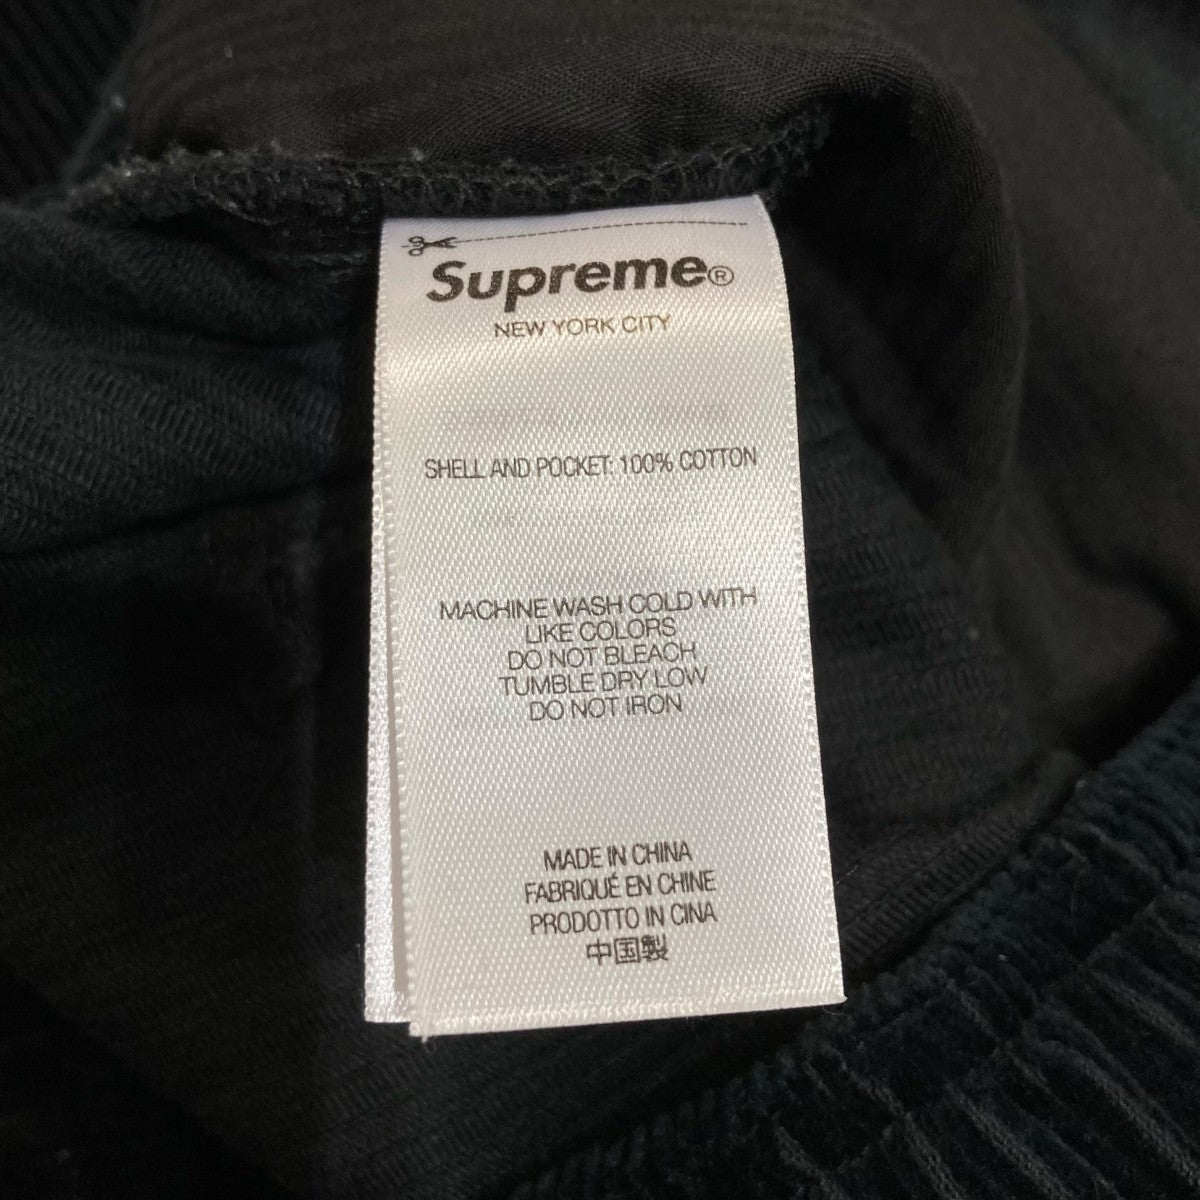 Supreme®
NEW YORK CITY
SHELL AND POCKET: 100% COTTON
MACHINE WASH COLD WITH
LIKE COLORS
DO NOT BLEACH
TUMBLE DRY LOW
DO NOT IRON
MADE IN CHINA
FABRIQUÉ EN CHINE
PRODOTTO IN CINA
中国製